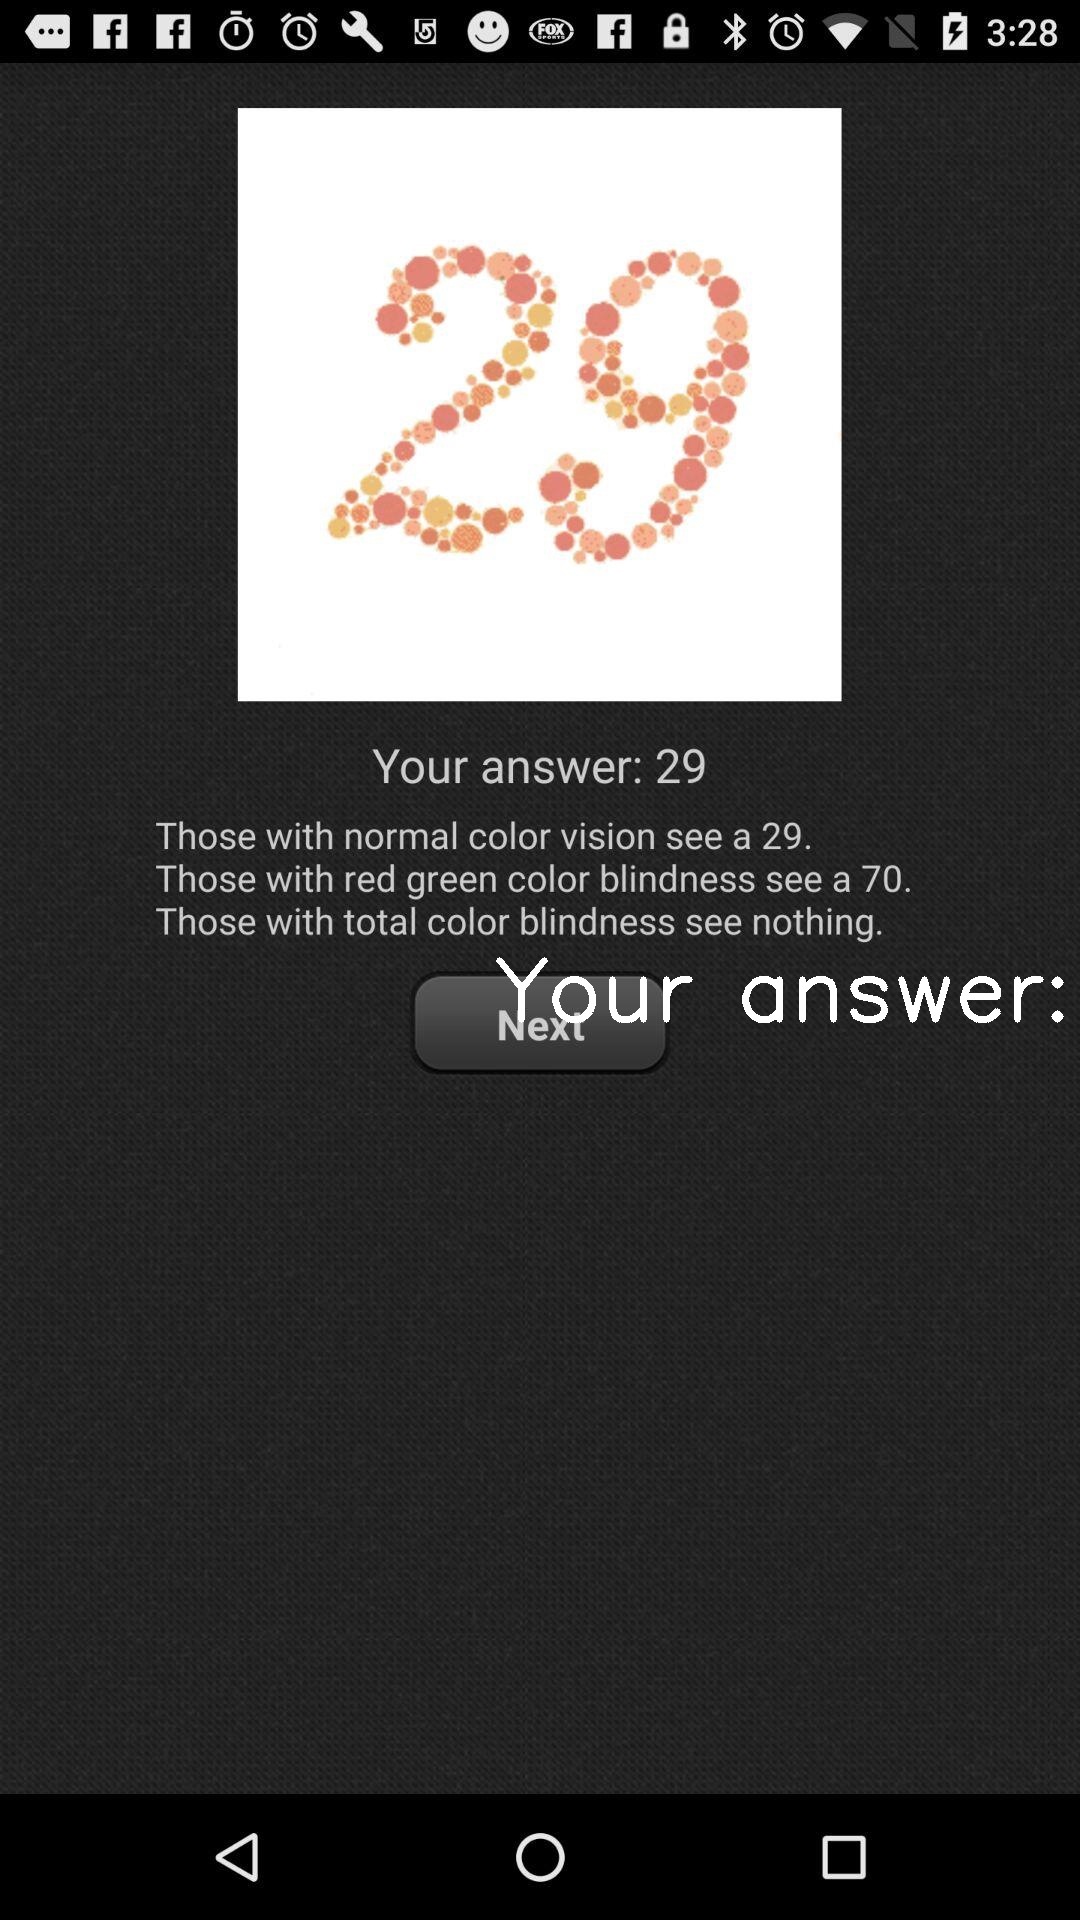 3:28
29
Your answer: 29
Those with normal color vision see a 29.
Those with red green color blindness see a 70.
Those with total color blindness see nothing.
Your answer:
Next